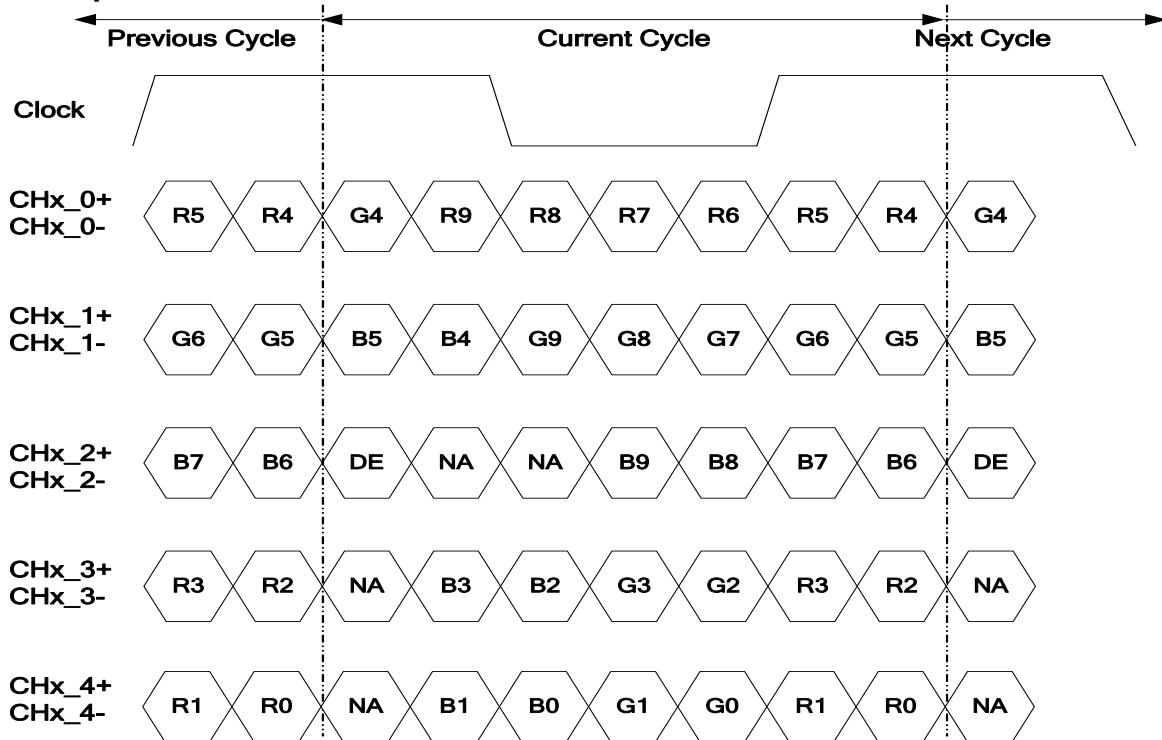 Previous Cycle Current Cycle Next Cycle
Clock
CHx_0+
CHx_0-
R5 R4 G4 R9 R8 R7 R6 R5 R4 G4
CHx_1+
CHx_1-
G6 G5 B5 B4 G9 G8 G7 G6 G5 B5
CHx_2+
CHx_2-
B7 B6 DE NA NA B9 B8 B7 B6 DE
CHx_3+
CHx_3-
R3 R2 NA B3 B2 G3 G2 R3 R2 NA
CHx_4+
CHx_4-
R1 R0 NA B1 B0 G1 G0 R1 R0 NA